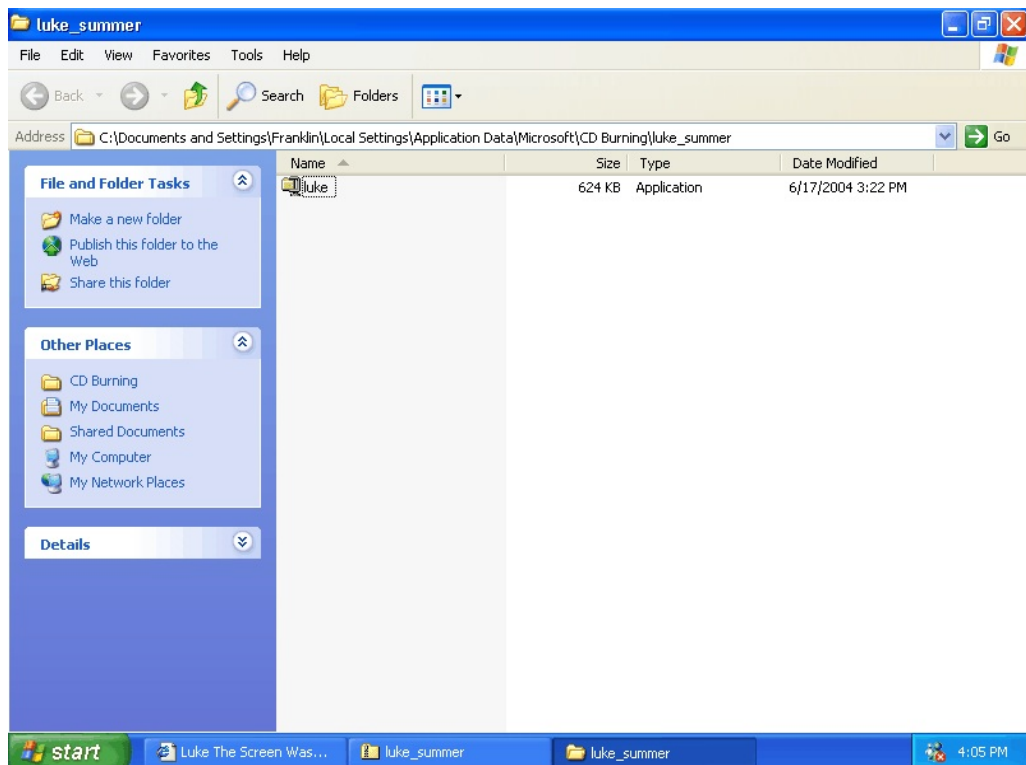 luke_summer
File Edit View Favorites Tools Help
Back Search Folders
Address C:\Documents and Settings\Franklin\Local Settings\Application Data\Microsoft\CD Burning\luke_summer Go
Name Size Type Date Modified
luke 624 KB Application 6/17/2004 3:22 PM
File and Folder Tasks
Make a new folder
Publish this folder to the
Web
Share this folder
Other Places
CD Burning
My Documents
Shared Documents
My Computer
My Network Places
Details
start Luke The Screen Was... luke_summer luke_summer 4:05 PM